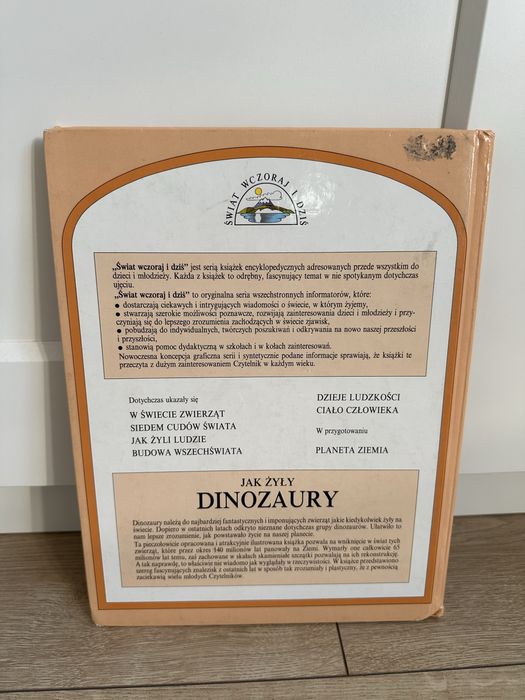 ŚWIAT WCZORAJ I DZIŚ
„Świat wczoraj i dziś” jest serią książek encyklopedycznych adresowanych przede wszystkim do
dzieci i młodzieży. Każda z książek to odrębny, fascynujący temat w nie spotykanym dotychczas
ujęciu.
„Świat wczoraj i dziś” to oryginalna seria wszechstronnych informatorów, które:
● dostarczają ciekawych i intrygujących wiadomości o świecie, w którym żyjemy,
● stwarzają szerokie możliwości poznawcze, rozwijają zainteresowania dzieci i młodzieży i przy-
czyniają się do lepszego zrozumienia zachodzących w świecie zjawisk,
● pobudzają do indywidualnych, twórczych poszukiwań i odkrywania na nowo naszej przeszłości
i przyszłości,
● stanowią pomoc dydaktyczną w szkołach i w kołach zainteresowań.
Nowoczesna koncepcja graficzna serii i syntetycznie podane informacje sprawiają, że książki te
przeczyta z dużym zainteresowaniem Czytelnik w każdym wieku.
Dotychczas ukazały się
W ŚWIECIE ZWIERZĄT
SIEDEM CUDÓW ŚWIATA
JAK ŻYLI LUDZIE
BUDOWA WSZECHŚWIATA
DZIEJE LUDZKOŚCI
CIAŁO CZŁOWIEKA
W przygotowaniu
PLANETA ZIEMIA
JAK ŻYŁY
DINOZAURY
Dinozaury należą do najbardziej fantastycznych i imponujących zwierząt jakie kiedykolwiek żyły na
świecie. Dopiero w ostatnich latach odkryto nieznane dotychczas grupy dinozaurów. Ułatwiło to
nam lepsze zrozumienie, jak powstawało życie na naszej planecie.
Ta pieczołowicie opracowana i atrakcyjnie ilustrowana książka pozwala na wniknięcie w świat tych
zwierząt, które przez okres 140 milionów lat panowały na Ziemi. Wymarły one całkowicie 65
milionów lat temu, zaś zachowane w skałach skamieniałe szczątki pozwalają na ich rekonstrukcję.
A tak naprawdę, to właściwie nie wiadomo jak wyglądały w rzeczywistości. W książce przedstawiono
szereg fascynujących znalezisk z ostatnich lat w sposób tak zrozumiały i plastyczny, że z pewnością
zaciekawią wielu młodych Czytelników.